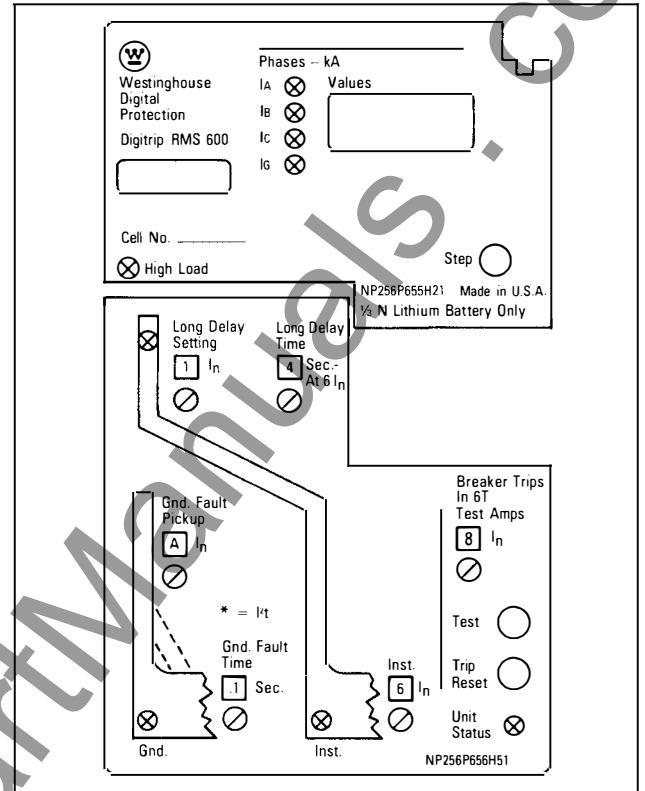 W
Westinghouse
Digital
Protection
Digitrip RMS 600
Cell No.
High Load
Phases – kA
IA
IB
IC
IG
Values
Step
NP256P655H21 Made in U.S.A.
⅓ N Lithium Battery Only
Long Delay
Setting
1 In
Long Delay
Time
4 Sec.-
At 6 In
Gnd. Fault
Pickup
A In
* = I²t
Gnd. Fault
Time
.1 Sec.
Gnd.
Inst.
6 In
Inst.
Breaker Trips
In 6T
Test Amps
8 In
Test
Trip
Reset
Unit
Status
NP256P656H51